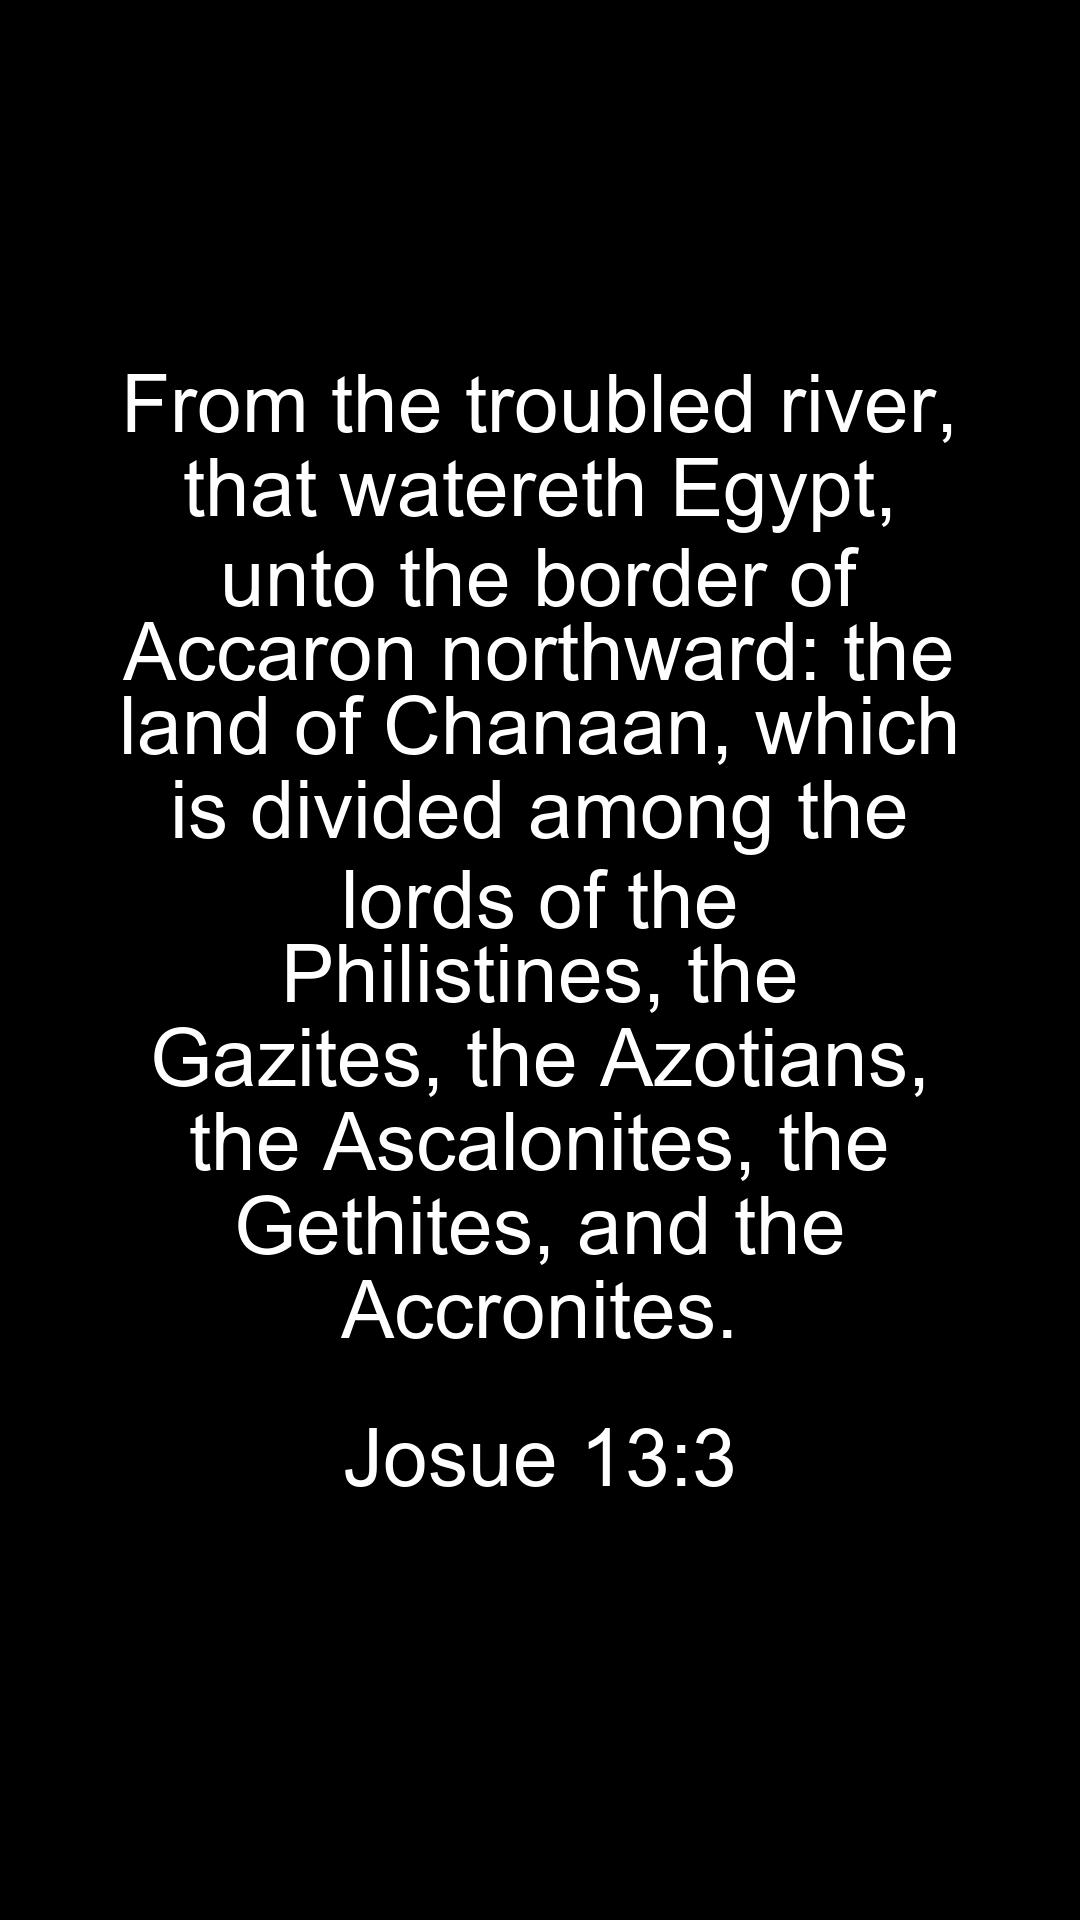 From the troubled river,
that watereth Egypt,
unto the border of
Accaron northward: the
land of Chanaan, which
is divided among the
lords of the
Philistines, the
Gazites, the Azotians,
the Ascalonites, the
Gethites, and the
Accronites.
Josue 13:3